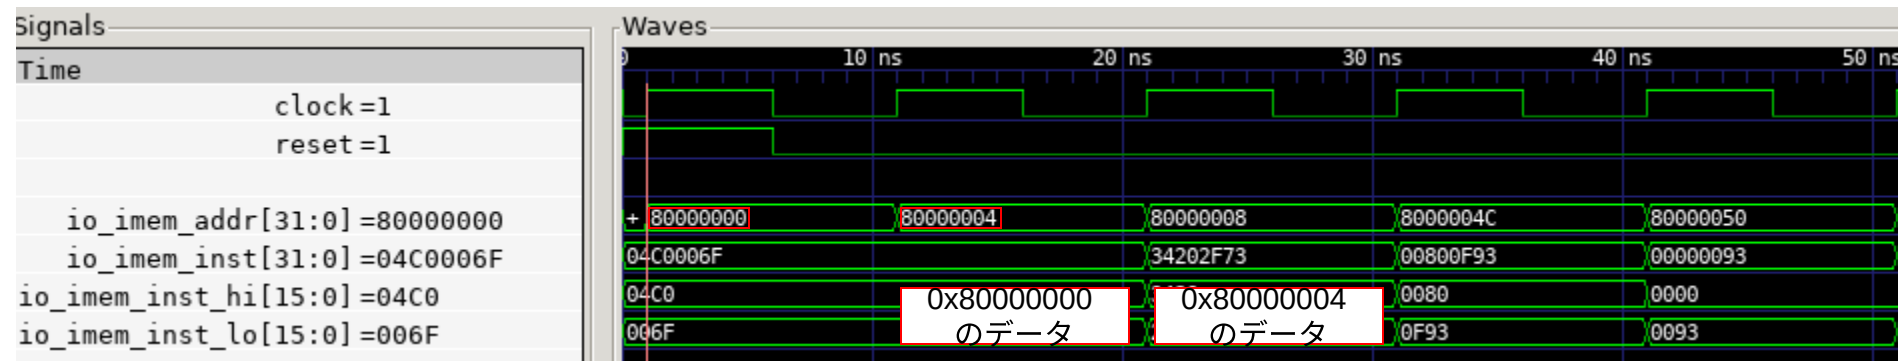 Signals
Waves
Time
0 10 ns 20 ns 30 ns 40 ns 50 ns
clock=1
reset=1
io_imem_addr[31:0]=80000000 + 80000000 80000004 80000008 8000004C 80000050
io_imem_inst[31:0]=04C0006F 04C0006F 34202F73 00800F93 00000093
io_imem_inst_hi[15:0]=04C0 04C0 0080 0000
io_imem_inst_lo[15:0]=006F 006F 0F93 0093
0x80000000
のデータ
0x80000004
のデータ